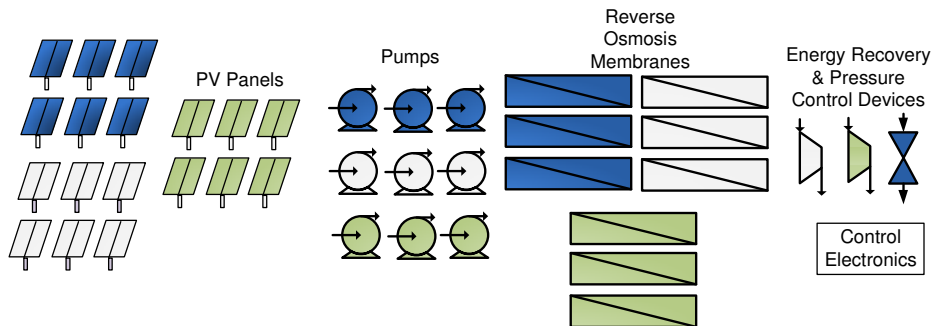 PV Panels
Pumps
Reverse
Osmosis
Membranes
Energy Recovery
& Pressure
Control Devices
Control
Electronics